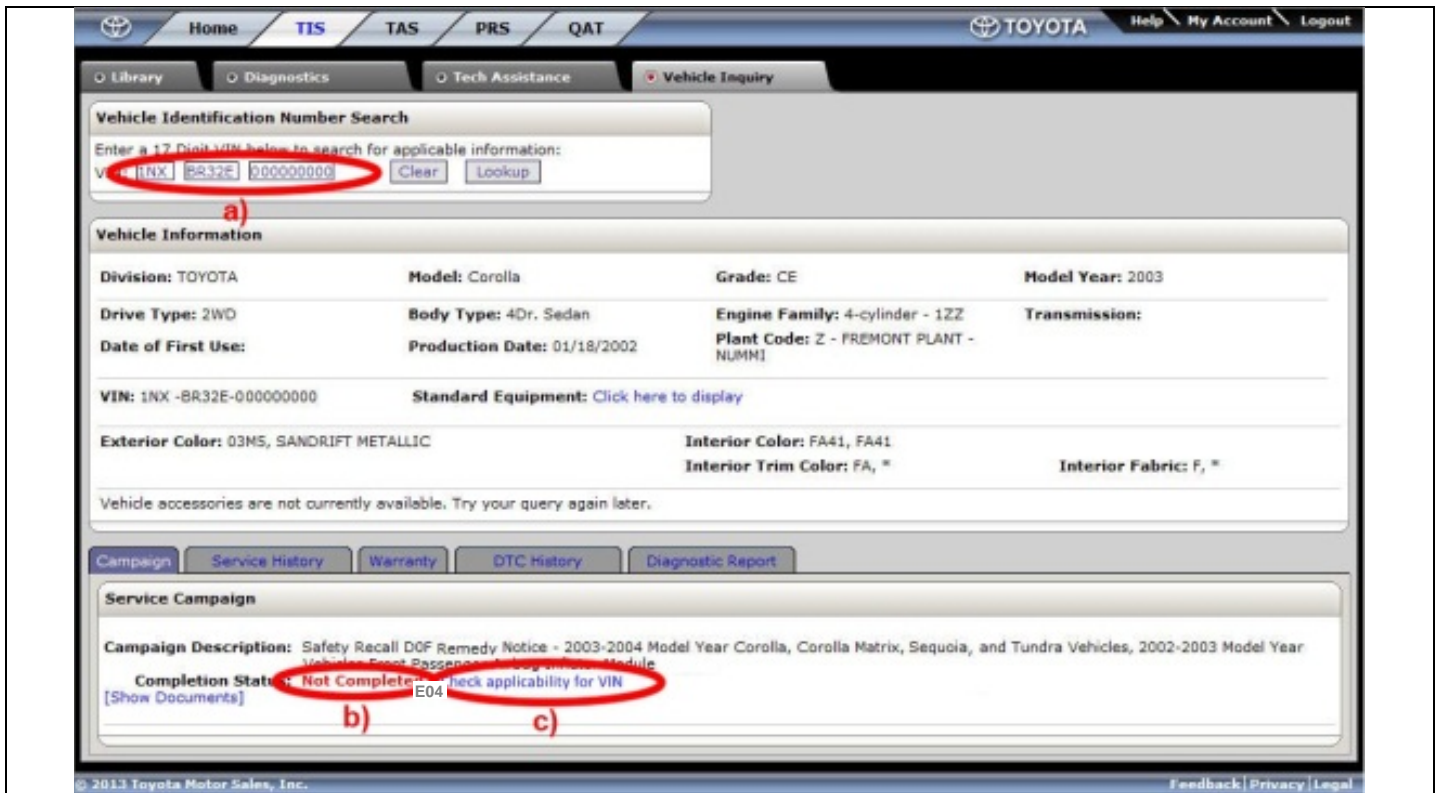 Home TIS TAS PRS QAT TOYOTA Help My Account Logout
Library Diagnostics Tech Assistance Vehicle Inquiry
Vehicle Identification Number Search
Enter a 17 Digit VIN below to search for applicable information:
1NX BR32E 000000000 Clear Lookup
a)
Vehicle Information
Division: TOYOTA Model: Corolla Grade: CE Model Year: 2003
Drive Type: 2WD Body Type: 4Dr. Sedan Engine Family: 4-cylinder - 1ZZ Transmission:
Date of First Use: Production Date: 01/18/2002 Plant Code: Z - FREMONT PLANT -
NUMMI
VIN: 1NX -BR32E-000000000 Standard Equipment: Click here to display
Exterior Color: 03M5, SANDRIFT METALLIC Interior Color: FA41, FA41
Interior Trim Color: FA, * Interior Fabric: F, *
Vehicle accessories are not currently available. Try your query again later.
Campaign Service History Warranty DTC History Diagnostic Report
Service Campaign
Campaign Description: Safety Recall D0F Remedy Notice - 2003-2004 Model Year Corolla, Corolla Matrix, Sequoia, and Tundra Vehicles, 2002-2003 Model Year
Front Passenger Module
Completion Not Completed E04 heck applicability for VIN
[Show Documents]
b) c)
© 2013 Toyota Motor Sales, Inc. Feedback | Privacy | Legal